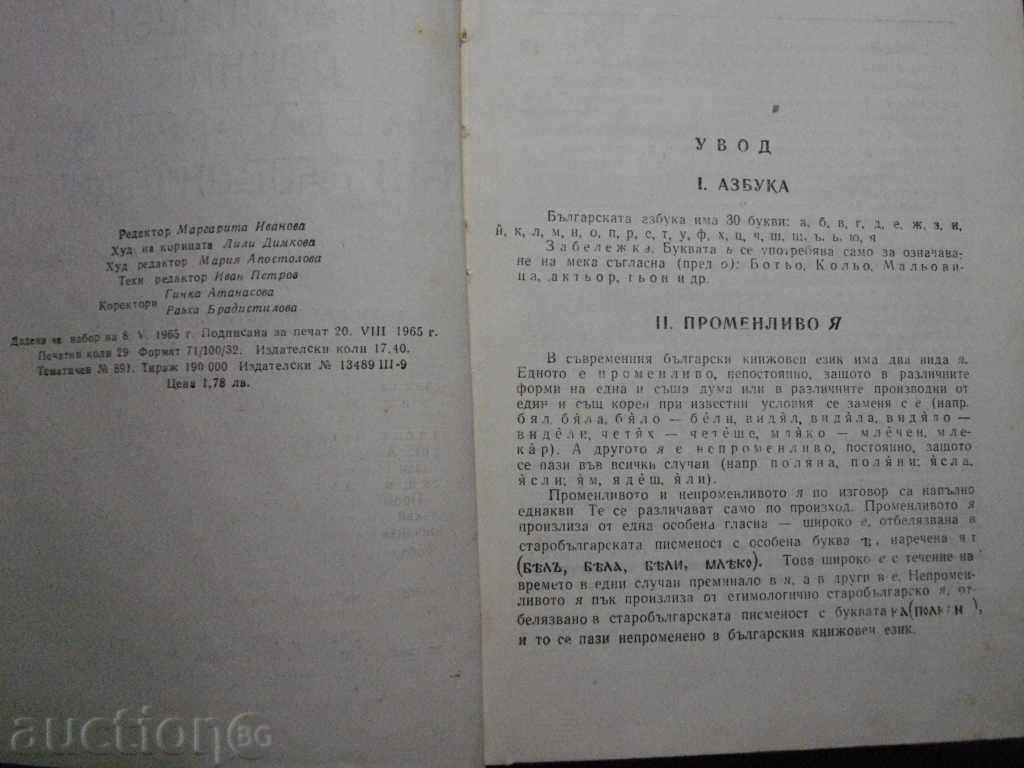 Редактор Маргарита Иванова
Худ на корицата Лили Димкова
Худ редактор Мария Апостолова
Техн редактор Иван Петров
Коректори Гинка Атанасова
Райха Брадистилова
Дадена на набор на 8. V. 1965 г. Подписана за печат 20. VIII 1965 г.
Печатни коли 29 Формат 71/100/32. Издателски коли 17,40.
Тематичен № 891. Тираж 190 000 Издателски № 13489 III-9
Цена 1,78 лв.
УВОД
I. АЗБУКА
Българската азбука има 30 букви: а, б, в, г, д, е, ж, з, и,
й, к, л, м, н, о, п, р, с, т, у, ф, х, ц, ч, ш, щ, ъ, ь, ю, я
Забележка. Буквата ь се употребява само за означава-
не на мека съгласна (пред о): Ботьо, Кольо, Мальови-
ца, актьор, гьон и др.
II. ПРОМЕНЛИВО Я
В съвременния български книжовен език има два вида я.
Едното е променливо, непостоянно, защото в различните
форми на една и съща дума или в различните производки от
един и същ корен при известни условия се заменя с е (напр.
бял, бяла, бяло — бели, видял, видяла, видяло —
видели, четях — четеше, мляко — млечен, мле-
кар). А другото я е непроменливо, постоянно, защото
се пази във всички случаи (напр поляна, поляни; ясла,
ясли; ям, ядеш, яли).
Променливото и непроменливото я по изговор са напълно
еднакви Те се различават само по произход. Променливото я
произлиза от една особена гласна — широко е, отбелязвана в
старобългарската писменост с особена буква ѣ, наречена ят
(бѣлъ, бѣла, бѣли, млѣко). Това широко е с течение на
времето в едни случаи преминало в я, а в други в е. Непромен-
ливото я пък произлиза от етимологично старобългарско я, от-
белязвано в старобългарската писменост с буквата
и то се пази непроменено в българския книжовен език.
auction BG